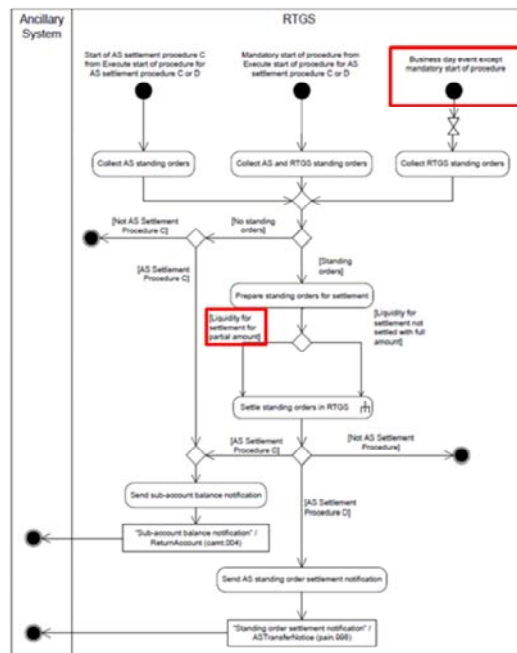 Ancillary
System
RTGS
Start of AS settlement procedure C
from Execute start of procedure for
AS settlement procedure C or D
Mandatory start of procedure from
Execute start of procedure for AS
settlement procedure C or D
Business day event except
mandatory start of procedure
Collect AS standing orders
Collect AS and RTGS standing orders
Collect RTGS standing orders
[Not AS Settlement
Procedure C]
[No standing
orders]
[AS Settlement
Procedure C]
[Standing
orders]
Prepare standing orders for settlement
[Liquidity for
settlement for
partial amount]
[Liquidity for
settlement not
settled with full
amount]
Settle standing orders in RTGS
[AS Settlement
Procedure C]
[Not AS Settlement
Procedure]
Send sub-account balance notification
[AS Settlement
Procedure D]
"Sub-account balance notification" /
ReturnAccount (camt.004)
Send AS standing order settlement notification
"Standing order settlement notification" /
ASTransferNotice (pain.998)